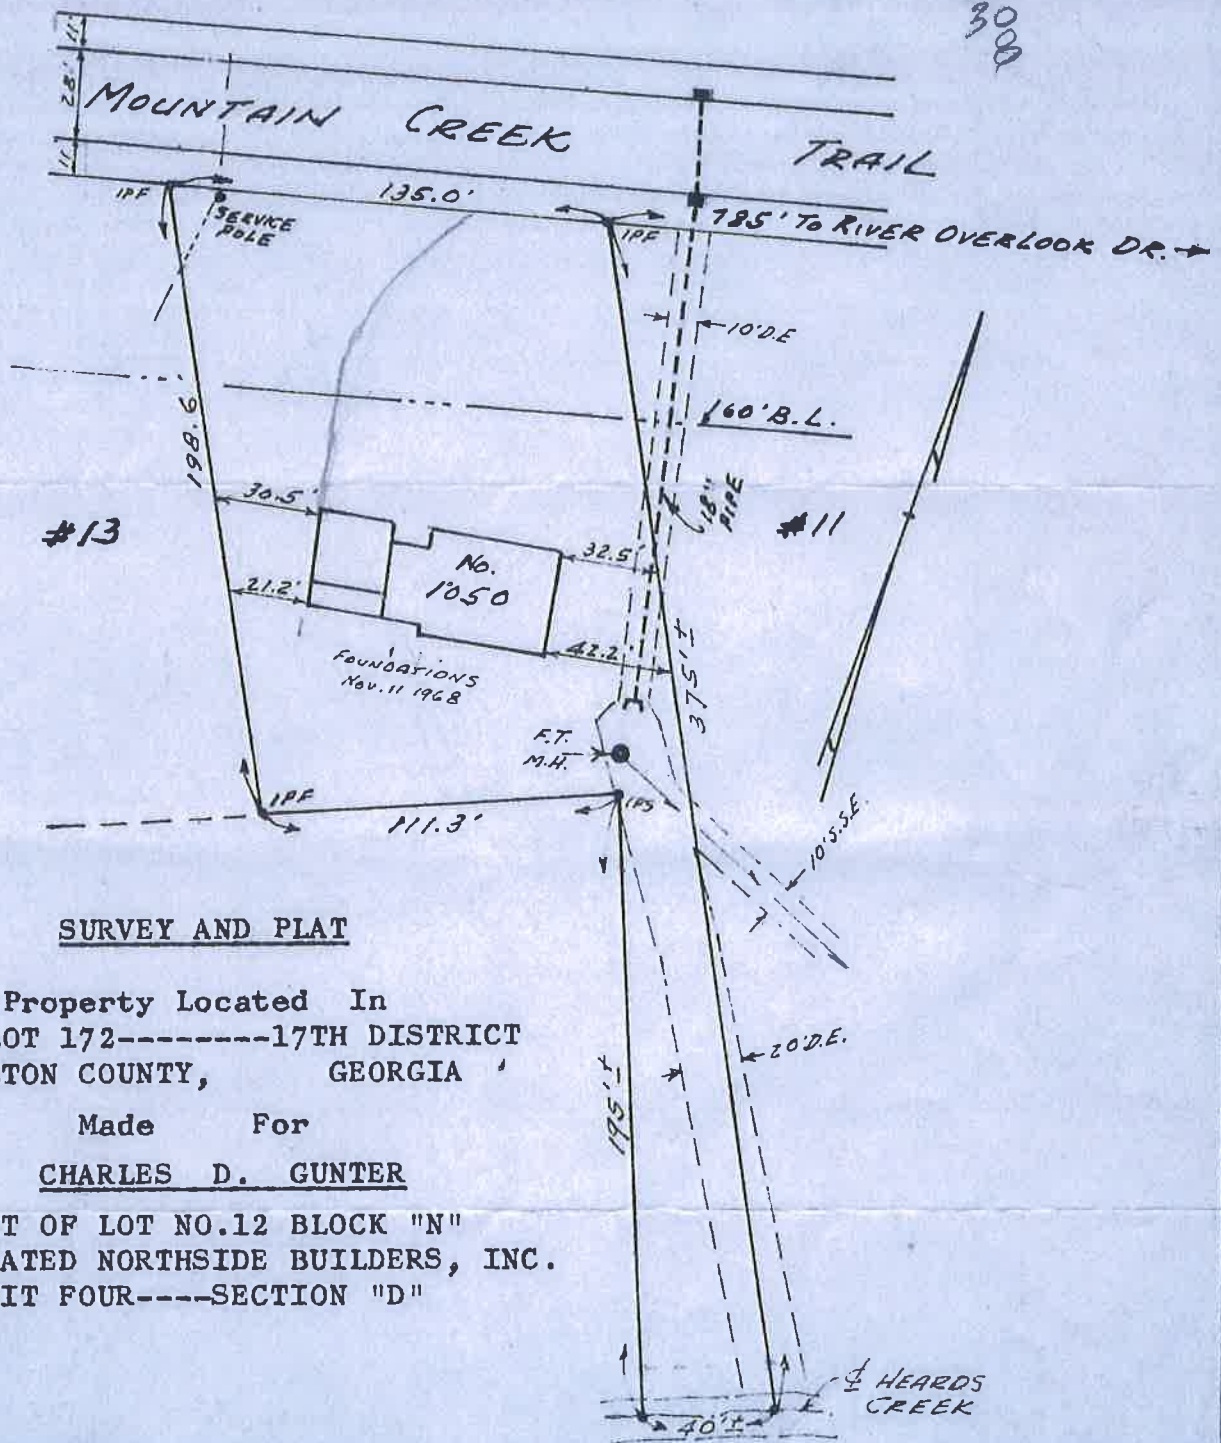 30
11'
28'
11'
MOUNTAIN CREEK TRAIL
IPF
SERVICE
POLE
135.0'
IPF
785' TO RIVER OVERLOOK DR.
10' D.E
60' B.L.
198.6
18"
PIPE
#13
30.5'
32.5'
#11
No.
1050
21.2'
42.2'
FOUNDATIONS
NOV. 11 1968
375'±
F.T.
M.H.
IPF
111.3'
IPS
10' S.S.E.
SURVEY AND PLAT
Property Located In
OT 172--------17TH DISTRICT
TON COUNTY, GEORGIA
Made For
CHARLES D. GUNTER
T OF LOT NO.12 BLOCK "N"
ATED NORTHSIDE BUILDERS, INC.
IT FOUR----SECTION "D"
20' D.E.
195'±
℄ HEARDS
CREEK
40'±